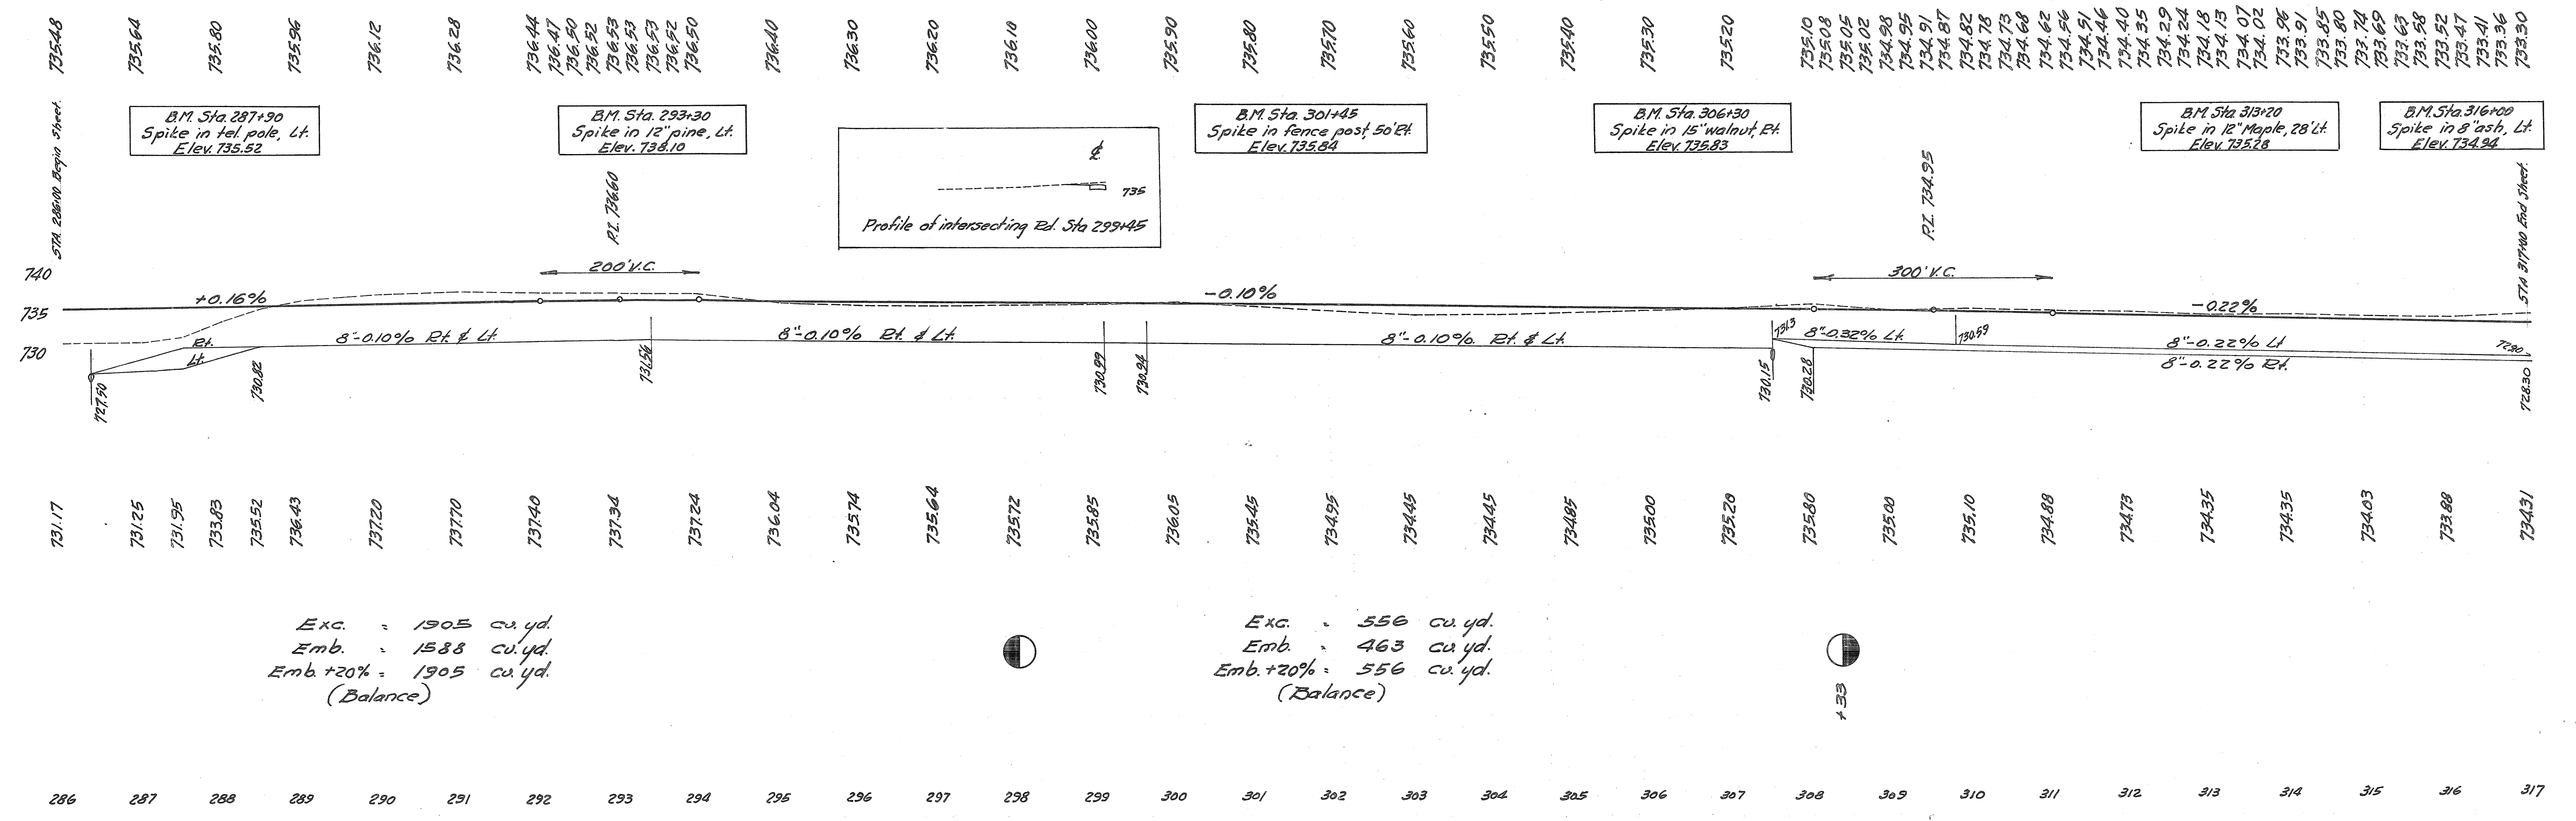 735.48 735.64 735.80 735.96 736.12 736.28 736.44 736.47 736.50 736.52 736.53 736.53 736.53 736.52 736.50 736.40 736.30 736.20 736.10 736.00 735.90 735.80 735.70 735.60 735.50 735.40 735.30 735.20 735.10 735.08 735.05 735.02 734.98 734.95 734.91 734.87 734.82 734.78 734.73 734.68 734.62 734.56 734.51 734.46 734.40 734.35 734.29 734.24 734.18 734.13 734.07 734.02 733.96 733.91 733.85 733.80 733.74 733.69 733.63 733.58 733.52 733.47 733.41 733.36 733.30
STA. 286+00 Begin Sheet.
B.M. Sta. 287+90
Spike in tel. pole, Lt.
Elev. 735.52
B.M. Sta. 293+30
Spike in 12" pine, Lt.
Elev. 738.10
P.I. 736.60
℄
735
Profile of intersecting Rd. Sta 299+45
B.M. Sta. 301+45
Spike in fence post, 50' Rt.
Elev. 735.84
B.M. Sta. 306+30
Spike in 15" walnut, Rt.
Elev. 735.83
P.I. 734.95
B.M. Sta. 313+20
Spike in 12" Maple, 28' Lt.
Elev. 735.28
B.M. Sta. 316+00
Spike in 8" ash, Lt.
Elev. 734.94
STA 317+00 End Sheet.
740
200' V.C.
300' V.C.
+0.16%
-0.10%
-0.22%
735
730
Rt.
Lt.
8"-0.10% Rt. & Lt.
8"-0.10% Rt. & Lt.
8"-0.10%. Rt. & Lt.
8"-0.32% Lt.
730.59
8"-0.22% Lt
8"-0.22% Rt.
727.50
730.82
731.56
730.99
730.94
730.15
730.28
728.30
731.17 731.25 731.95 733.83 735.52 736.43 737.20 737.70 737.40 737.34 737.24 736.04 735.74 735.64 735.72 735.85 736.05 735.45 734.95 734.45 734.45 734.85 735.00 735.20 735.80 735.00 735.10 734.88 734.73 734.35 734.35 734.03 733.88 734.31
Exc. = 1905 cu. yd.
Emb. = 1588 cu. yd.
Emb. +20% = 1905 cu. yd.
(Balance)
Exc. = 556 cu. yd.
Emb. = 463 cu. yd.
Emb. +20% = 556 cu. yd.
(Balance)
+33
286 287 288 289 290 291 292 293 294 295 296 297 298 299 300 301 302 303 304 305 306 307 308 309 310 311 312 313 314 315 316 317